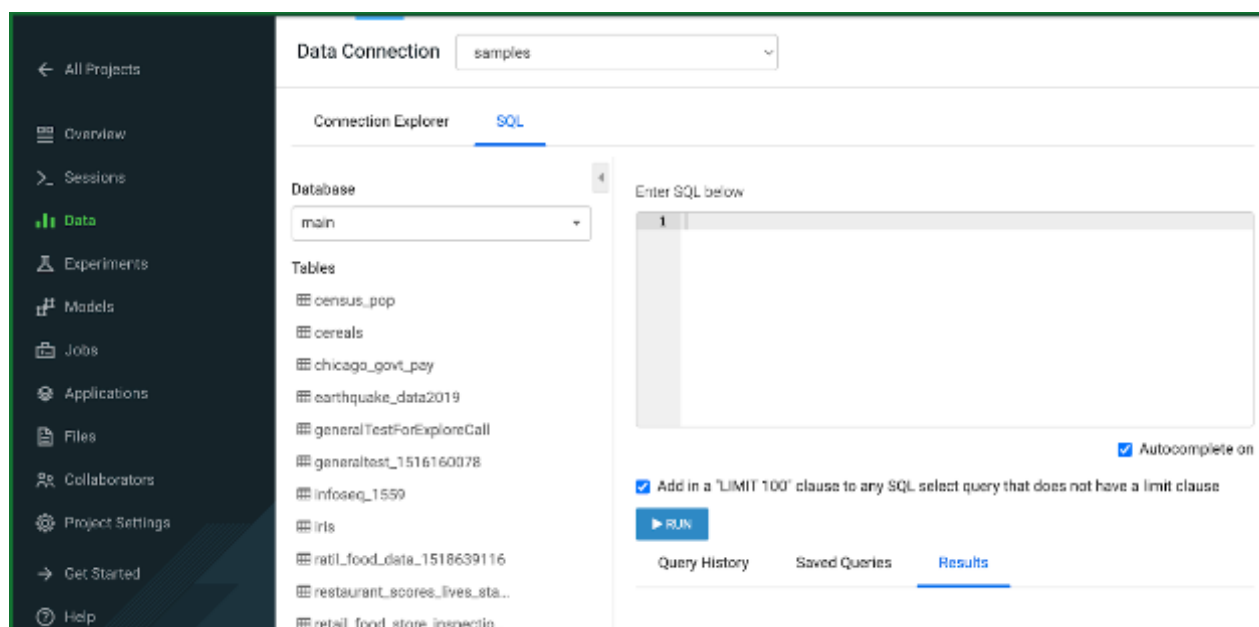 All Projects
Overview
Sessions
Data
Experiments
Models
Jobs
Applications
Files
Collaborators
Project Settings
Get Started
Help
Data Connection samples
Connection Explorer SQL
Database
main
Tables
census_pop
cereals
chicago_govt_pay
earthquake_data2019
generalTestForExploreCall
generaltest_1516160078
infoseq_1559
iris
ratil_food_data_1518639116
restaurant_scores_lives_sta...
retail_food_store_inspectio
Enter SQL below
1
Autocomplete on
Add in a "LIMIT 100" clause to any SQL select query that does not have a limit clause
RUN
Query History Saved Queries Results